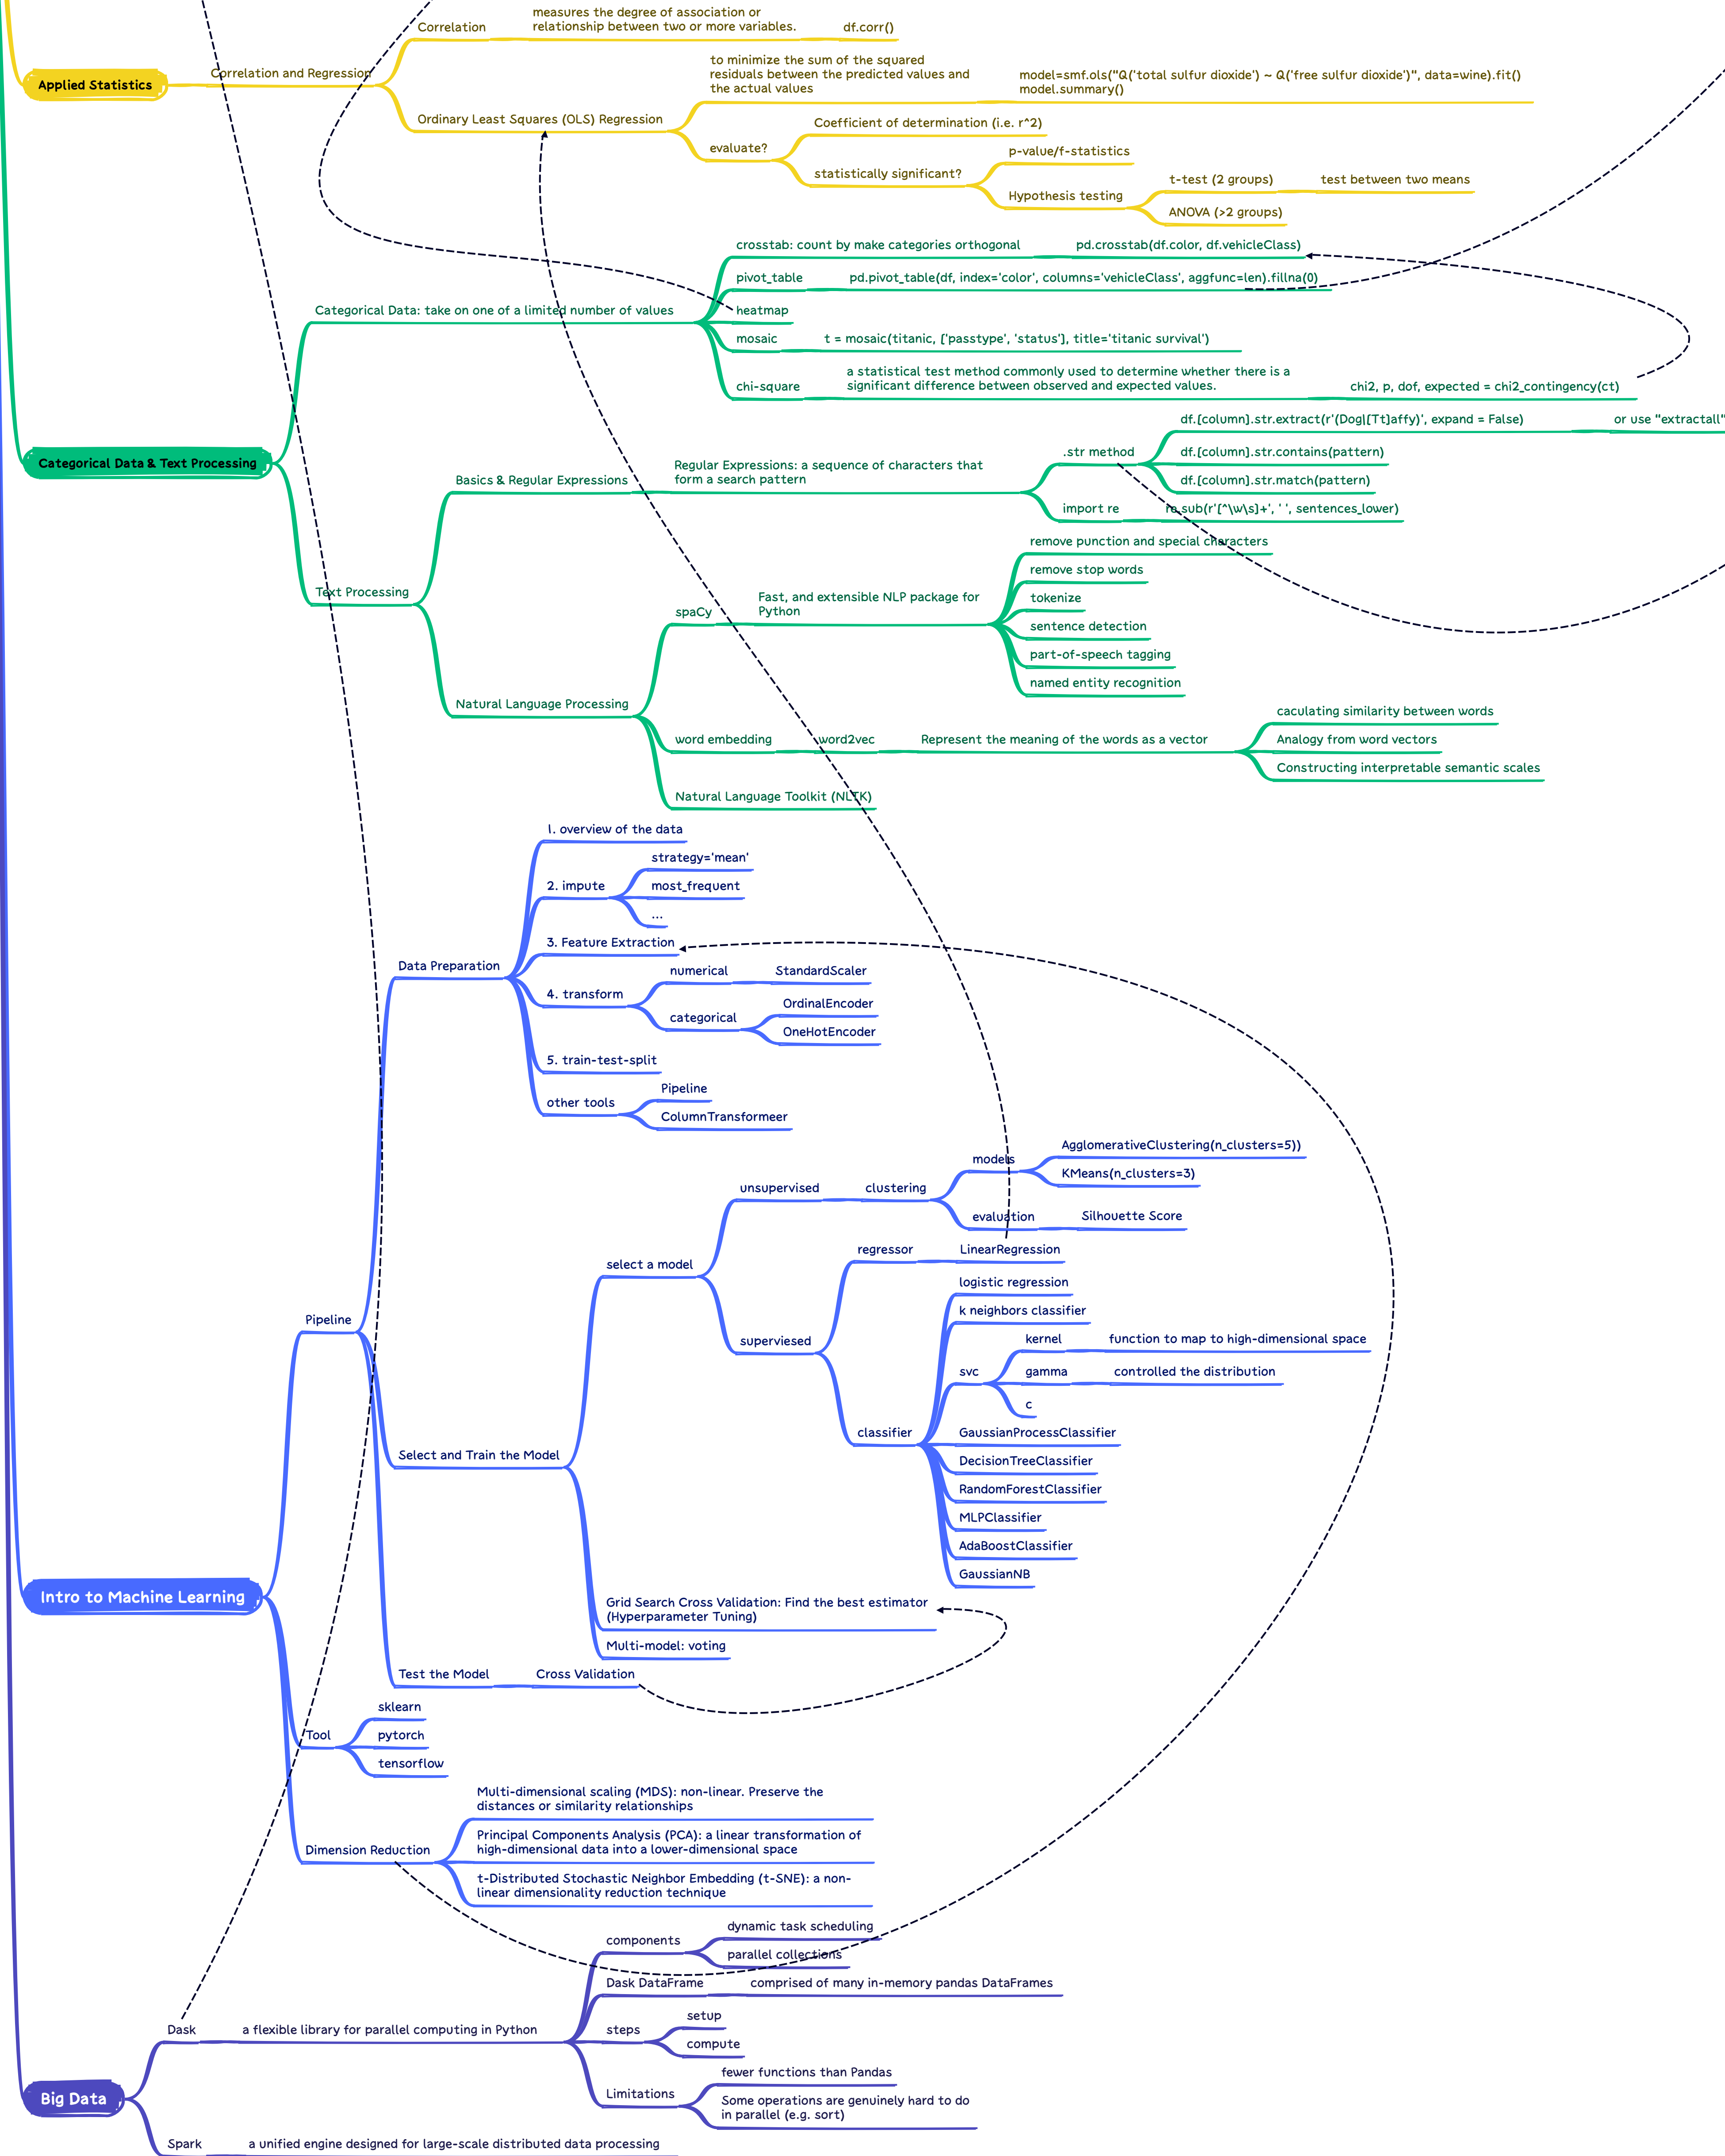 Correlation
measures the degree of association or
relationship between two or more variables.
df.corr()
Applied Statistics
Correlation and Regression
to minimize the sum of the squared
residuals between the predicted values and
the actual values
model=smf.ols("Q('total sulfur dioxide') ~ Q('free sulfur dioxide')", data=wine).fit()
model.summary()
Ordinary Least Squares (OLS) Regression
evaluate?
Coefficient of determination (i.e. r^2)
statistically significant?
p-value/f-statistics
Hypothesis testing
t-test (2 groups)
test between two means
ANOVA (>2 groups)
Categorical Data & Text Processing
Categorical Data: take on one of a limited number of values
crosstab: count by make categories orthogonal
pd.crosstab(df.color, df.vehicleClass)
pivot_table
pd.pivot_table(df, index='color', columns='vehicleClass', aggfunc=len).fillna(0)
heatmap
mosaic
t = mosaic(titanic, ['passtype', 'status'], title='titanic survival')
chi-square
a statistical test method commonly used to determine whether there is a
significant difference between observed and expected values.
chi2, p, dof, expected = chi2_contingency(ct)
Text Processing
Basics & Regular Expressions
Regular Expressions: a sequence of characters that
form a search pattern
.str method
df.[column].str.extract(r'(Dog|[Tt]affy)', expand = False)
or use "extractall"
df.[column].str.contains(pattern)
df.[column].str.match(pattern)
import re
re.sub(r'[^\w\s]+', ' ', sentences_lower)
Natural Language Processing
spaCy
Fast, and extensible NLP package for
Python
remove punction and special characters
remove stop words
tokenize
sentence detection
part-of-speech tagging
named entity recognition
word embedding
word2vec
Represent the meaning of the words as a vector
caculating similarity between words
Analogy from word vectors
Constructing interpretable semantic scales
Natural Language Toolkit (NLTK)
Intro to Machine Learning
Pipeline
Data Preparation
1. overview of the data
2. impute
strategy='mean'
most_frequent
...
3. Feature Extraction
4. transform
numerical
StandardScaler
categorical
OrdinalEncoder
OneHotEncoder
5. train-test-split
other tools
Pipeline
ColumnTransformeer
Select and Train the Model
select a model
unsupervised
clustering
models
AgglomerativeClustering(n_clusters=5))
KMeans(n_clusters=3)
evaluation
Silhouette Score
superviesed
regressor
LinearRegression
classifier
logistic regression
k neighbors classifier
svc
kernel
function to map to high-dimensional space
gamma
controlled the distribution
c
GaussianProcessClassifier
DecisionTreeClassifier
RandomForestClassifier
MLPClassifier
AdaBoostClassifier
GaussianNB
Grid Search Cross Validation: Find the best estimator
(Hyperparameter Tuning)
Multi-model: voting
Test the Model
Cross Validation
Tool
sklearn
pytorch
tensorflow
Dimension Reduction
Multi-dimensional scaling (MDS): non-linear. Preserve the
distances or similarity relationships
Principal Components Analysis (PCA): a linear transformation of
high-dimensional data into a lower-dimensional space
t-Distributed Stochastic Neighbor Embedding (t-SNE): a non-
linear dimensionality reduction technique
Big Data
Dask
a flexible library for parallel computing in Python
components
dynamic task scheduling
parallel collections
Dask DataFrame
comprised of many in-memory pandas DataFrames
steps
setup
compute
Limitations
fewer functions than Pandas
Some operations are genuinely hard to do
in parallel (e.g. sort)
Spark
a unified engine designed for large-scale distributed data processing